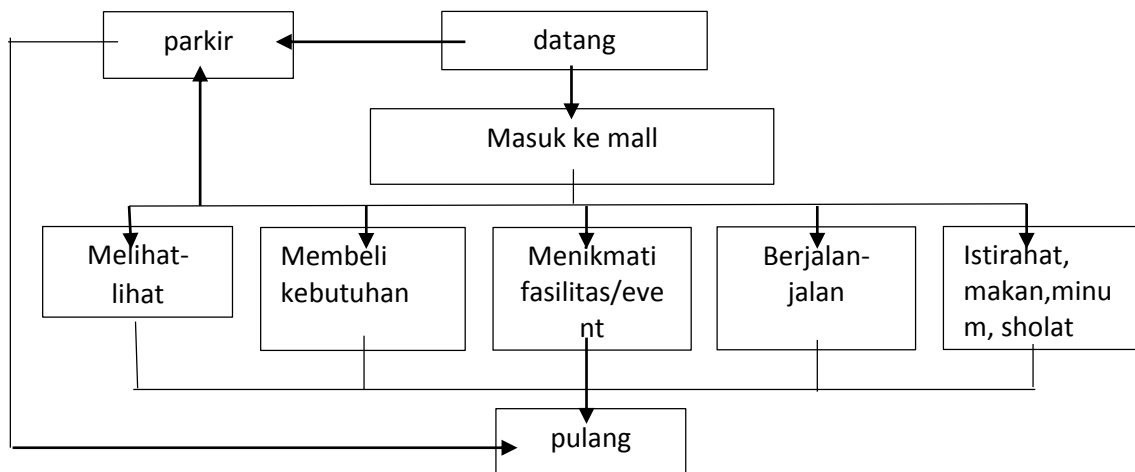 parkir
datang
Masuk ke mall
Melihat-
lihat
Membeli
kebutuhan
Menikmati
fasilitas/eve
nt
Berjalan-
jalan
Istirahat,
makan,minu
m, sholat
pulang